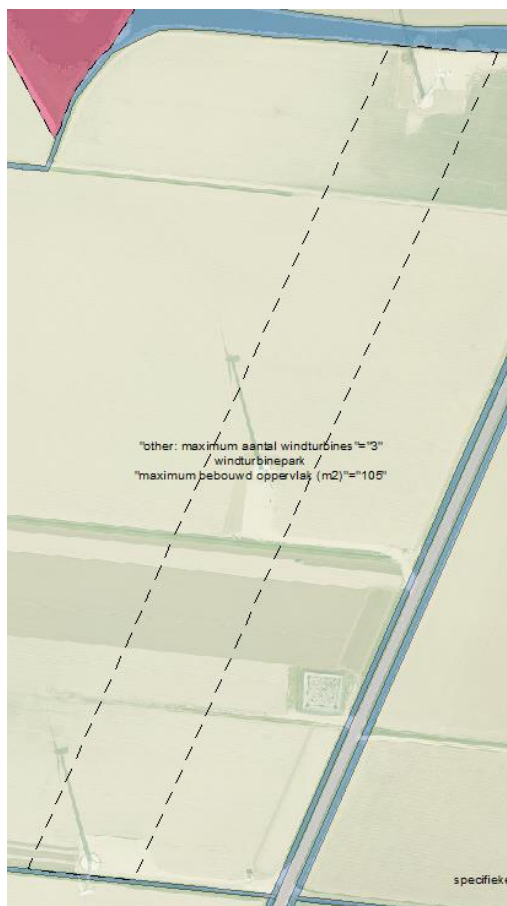 "other: maximum aantal windturbines"="3"
windturbinepark
"maximum bebouwd oppervlak (m2)"="105"
specifieke